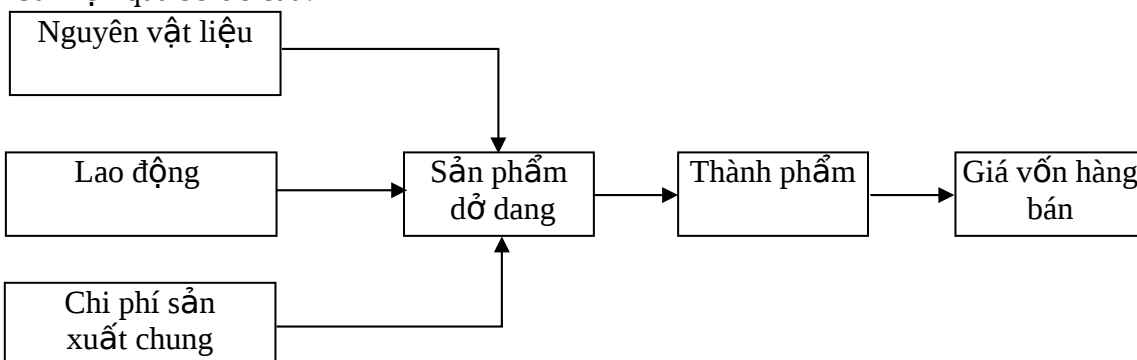 Nguyên vật liệu
Lao động
Sản phẩm
dở dang
Thành phẩm
Giá vốn hàng
bán
Chi phí sản
xuất chung